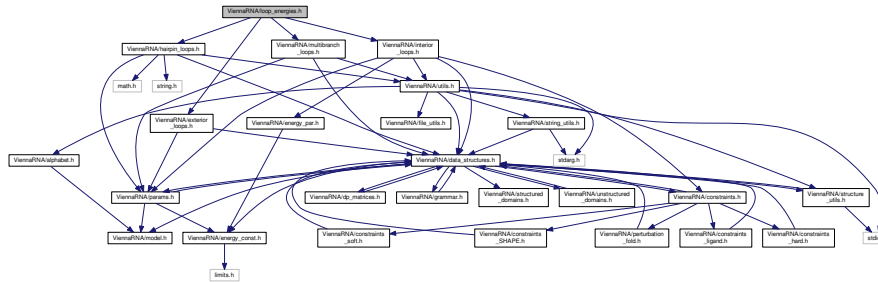 ViennaRNA/loop_energies.h
ViennaRNA/hairpin_loops.h
ViennaRNA/multibranch
_loops.h
ViennaRNA/interior
_loops.h
math.h
string.h
ViennaRNA/utils.h
ViennaRNA/exterior
_loops.h
ViennaRNA/energy_par.h
ViennaRNA/file_utils.h
ViennaRNA/string_utils.h
ViennaRNA/alphabet.h
ViennaRNA/data_structures.h
stdarg.h
ViennaRNA/params.h
ViennaRNA/dp_matrices.h
ViennaRNA/grammar.h
ViennaRNA/structured
_domains.h
ViennaRNA/unstructured
_domains.h
ViennaRNA/constraints.h
ViennaRNA/structure
_utils.h
ViennaRNA/model.h
ViennaRNA/energy_const.h
ViennaRNA/constraints
_soft.h
ViennaRNA/constraints
_SHAPE.h
ViennaRNA/perturbation
_fold.h
ViennaRNA/constraints
_ligand.h
ViennaRNA/constraints
_hard.h
limits.h